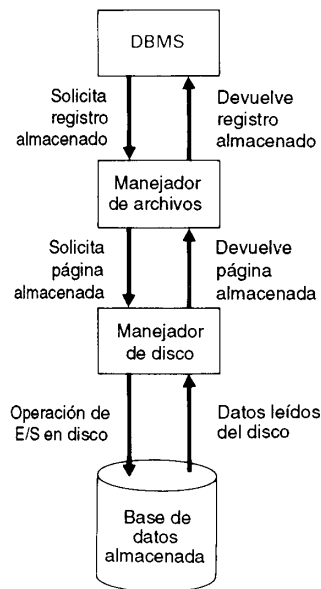 DBMS
Solicita
registro
almacenado
Devuelve
registro
almacenado
Manejador
de archivos
Solicita
página
almacenada
Devuelve
página
almacenada
Manejador
de disco
Operación de
E/S en disco
Datos leídos
del disco
Base de
datos
almacenada